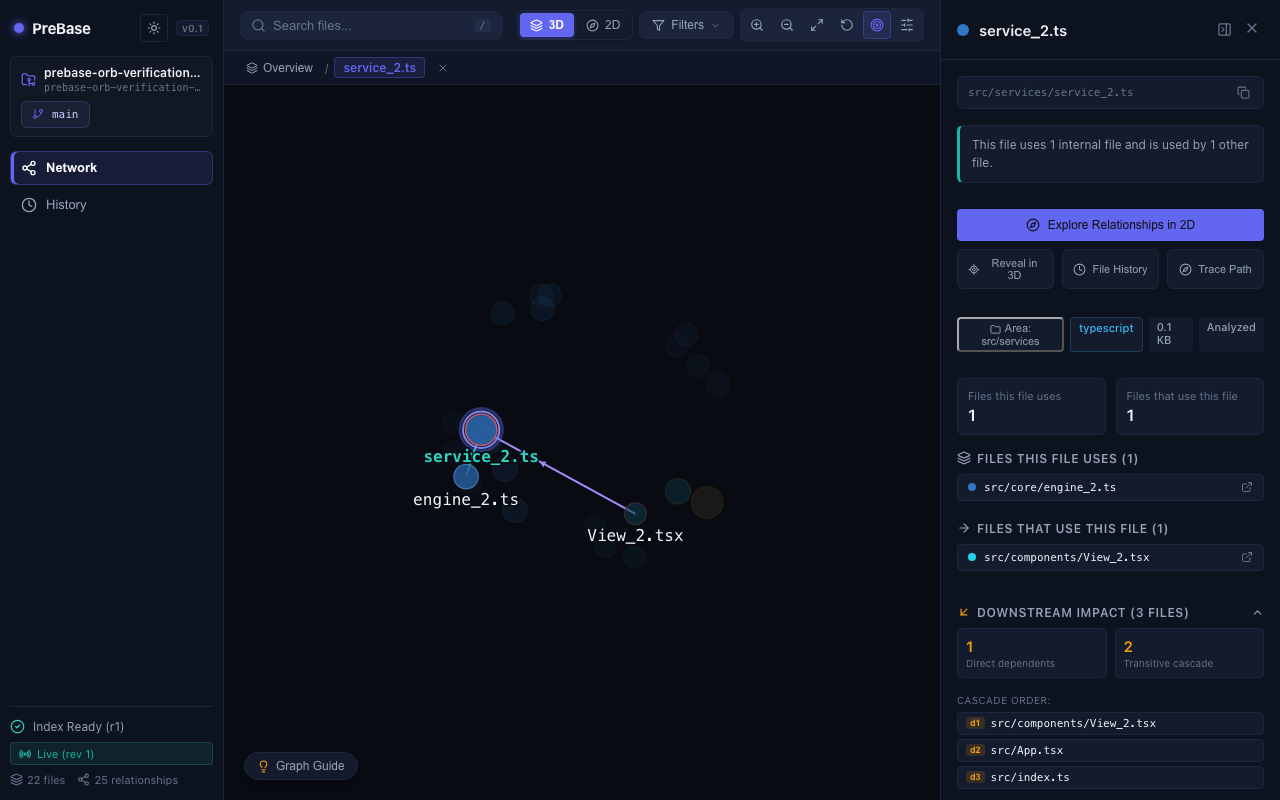 PreBase
v0.1
prebase-orb-verification...
prebase-orb-verification-...
main
Network
History
Index Ready (r1)
Live (rev 1)
22 files
25 relationships
Search files...
/
3D
2D
Filters
Overview
/
service_2.ts
service_2.ts
engine_2.ts
View_2.tsx
Graph Guide
service_2.ts
src/services/service_2.ts
This file uses 1 internal file and is used by 1 other
file.
Explore Relationships in 2D
Reveal in
3D
File History
Trace Path
Area:
src/services
typescript
0.1
KB
Analyzed
Files this file uses
1
Files that use this file
1
FILES THIS FILE USES (1)
src/core/engine_2.ts
FILES THAT USE THIS FILE (1)
src/components/View_2.tsx
DOWNSTREAM IMPACT (3 FILES)
1
Direct dependents
2
Transitive cascade
CASCADE ORDER:
d1 src/components/View_2.tsx
d2 src/App.tsx
d3 src/index.ts